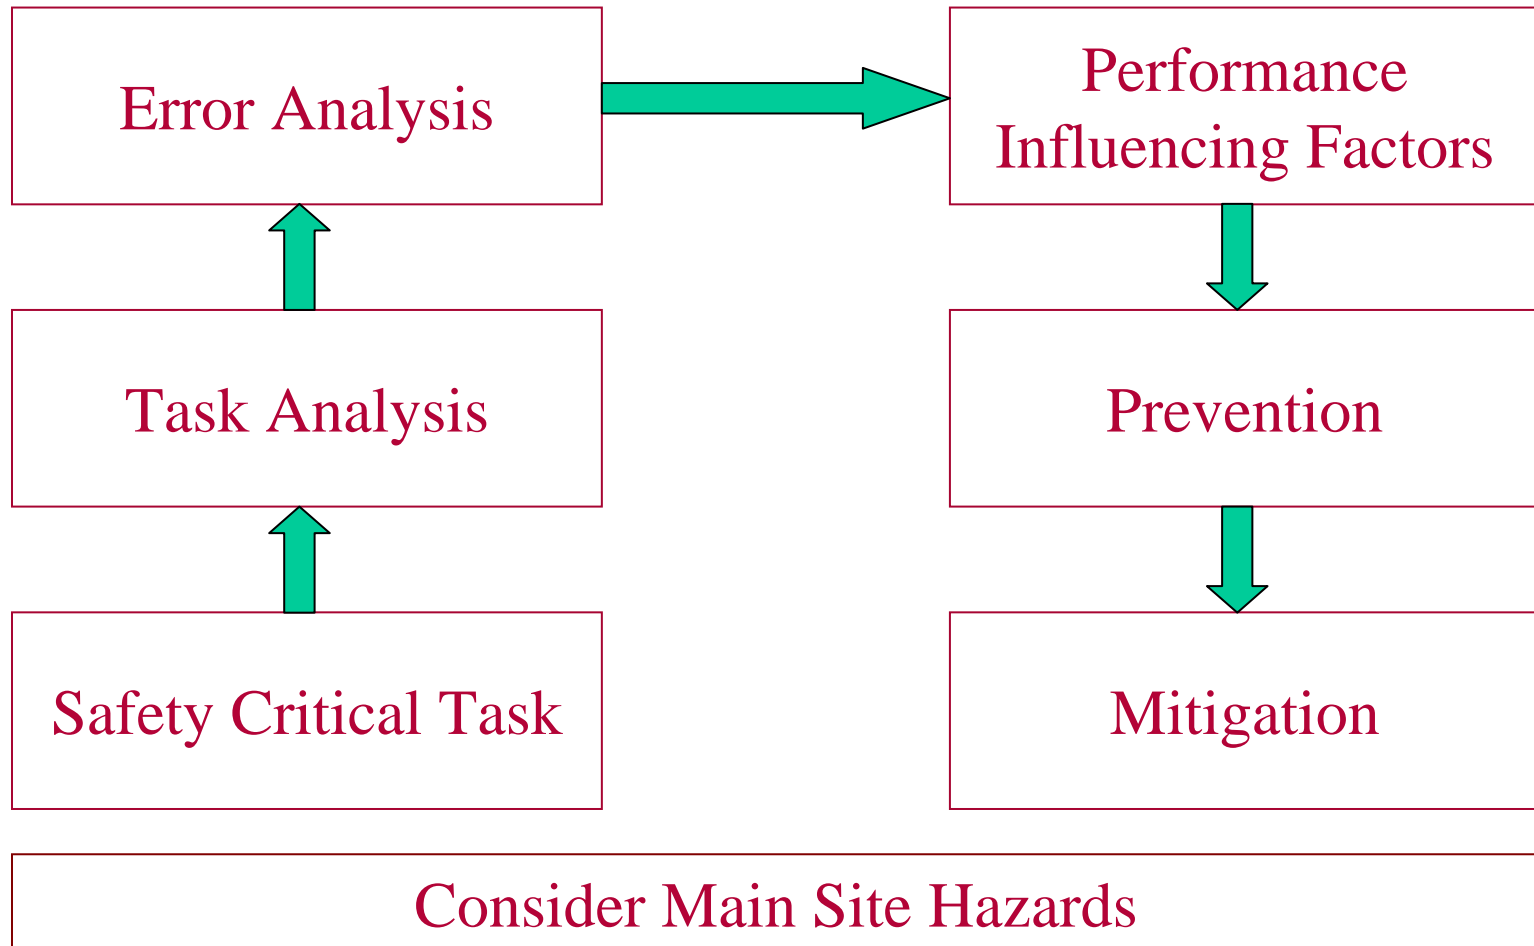 Error Analysis
Performance
Influencing Factors
Task Analysis
Prevention
Safety Critical Task
Mitigation
Consider Main Site Hazards